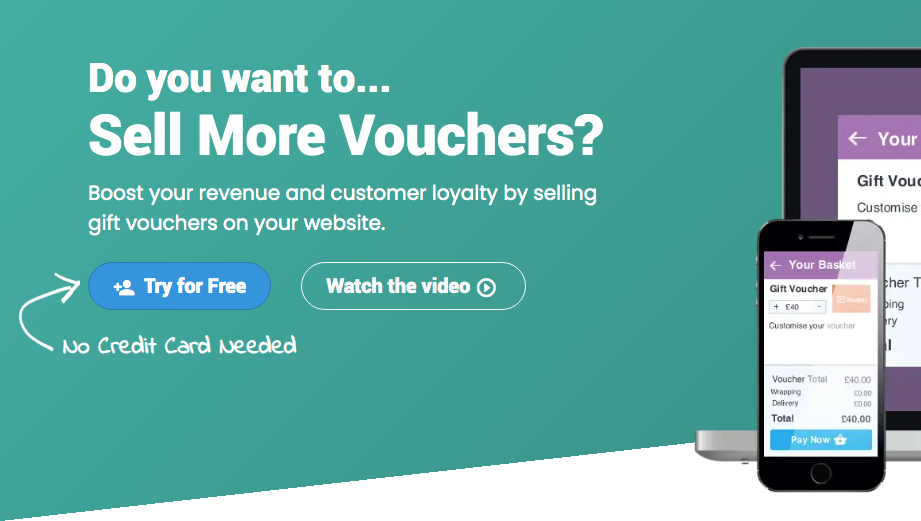 Do you want to...
Sell More Vouchers?
Boost your revenue and customer loyalty by selling
gift vouchers on your website.
Try for Free
Watch the video
No Credit Card Needed
Your
Gift Vouc
Customise
cher T
ping
ery
al
Your Basket
Gift Voucher
+ £40 -
Customise your voucher
Voucher Total £40.00
Wrapping £0.00
Delivery £0.00
Total £40.00
Pay Now